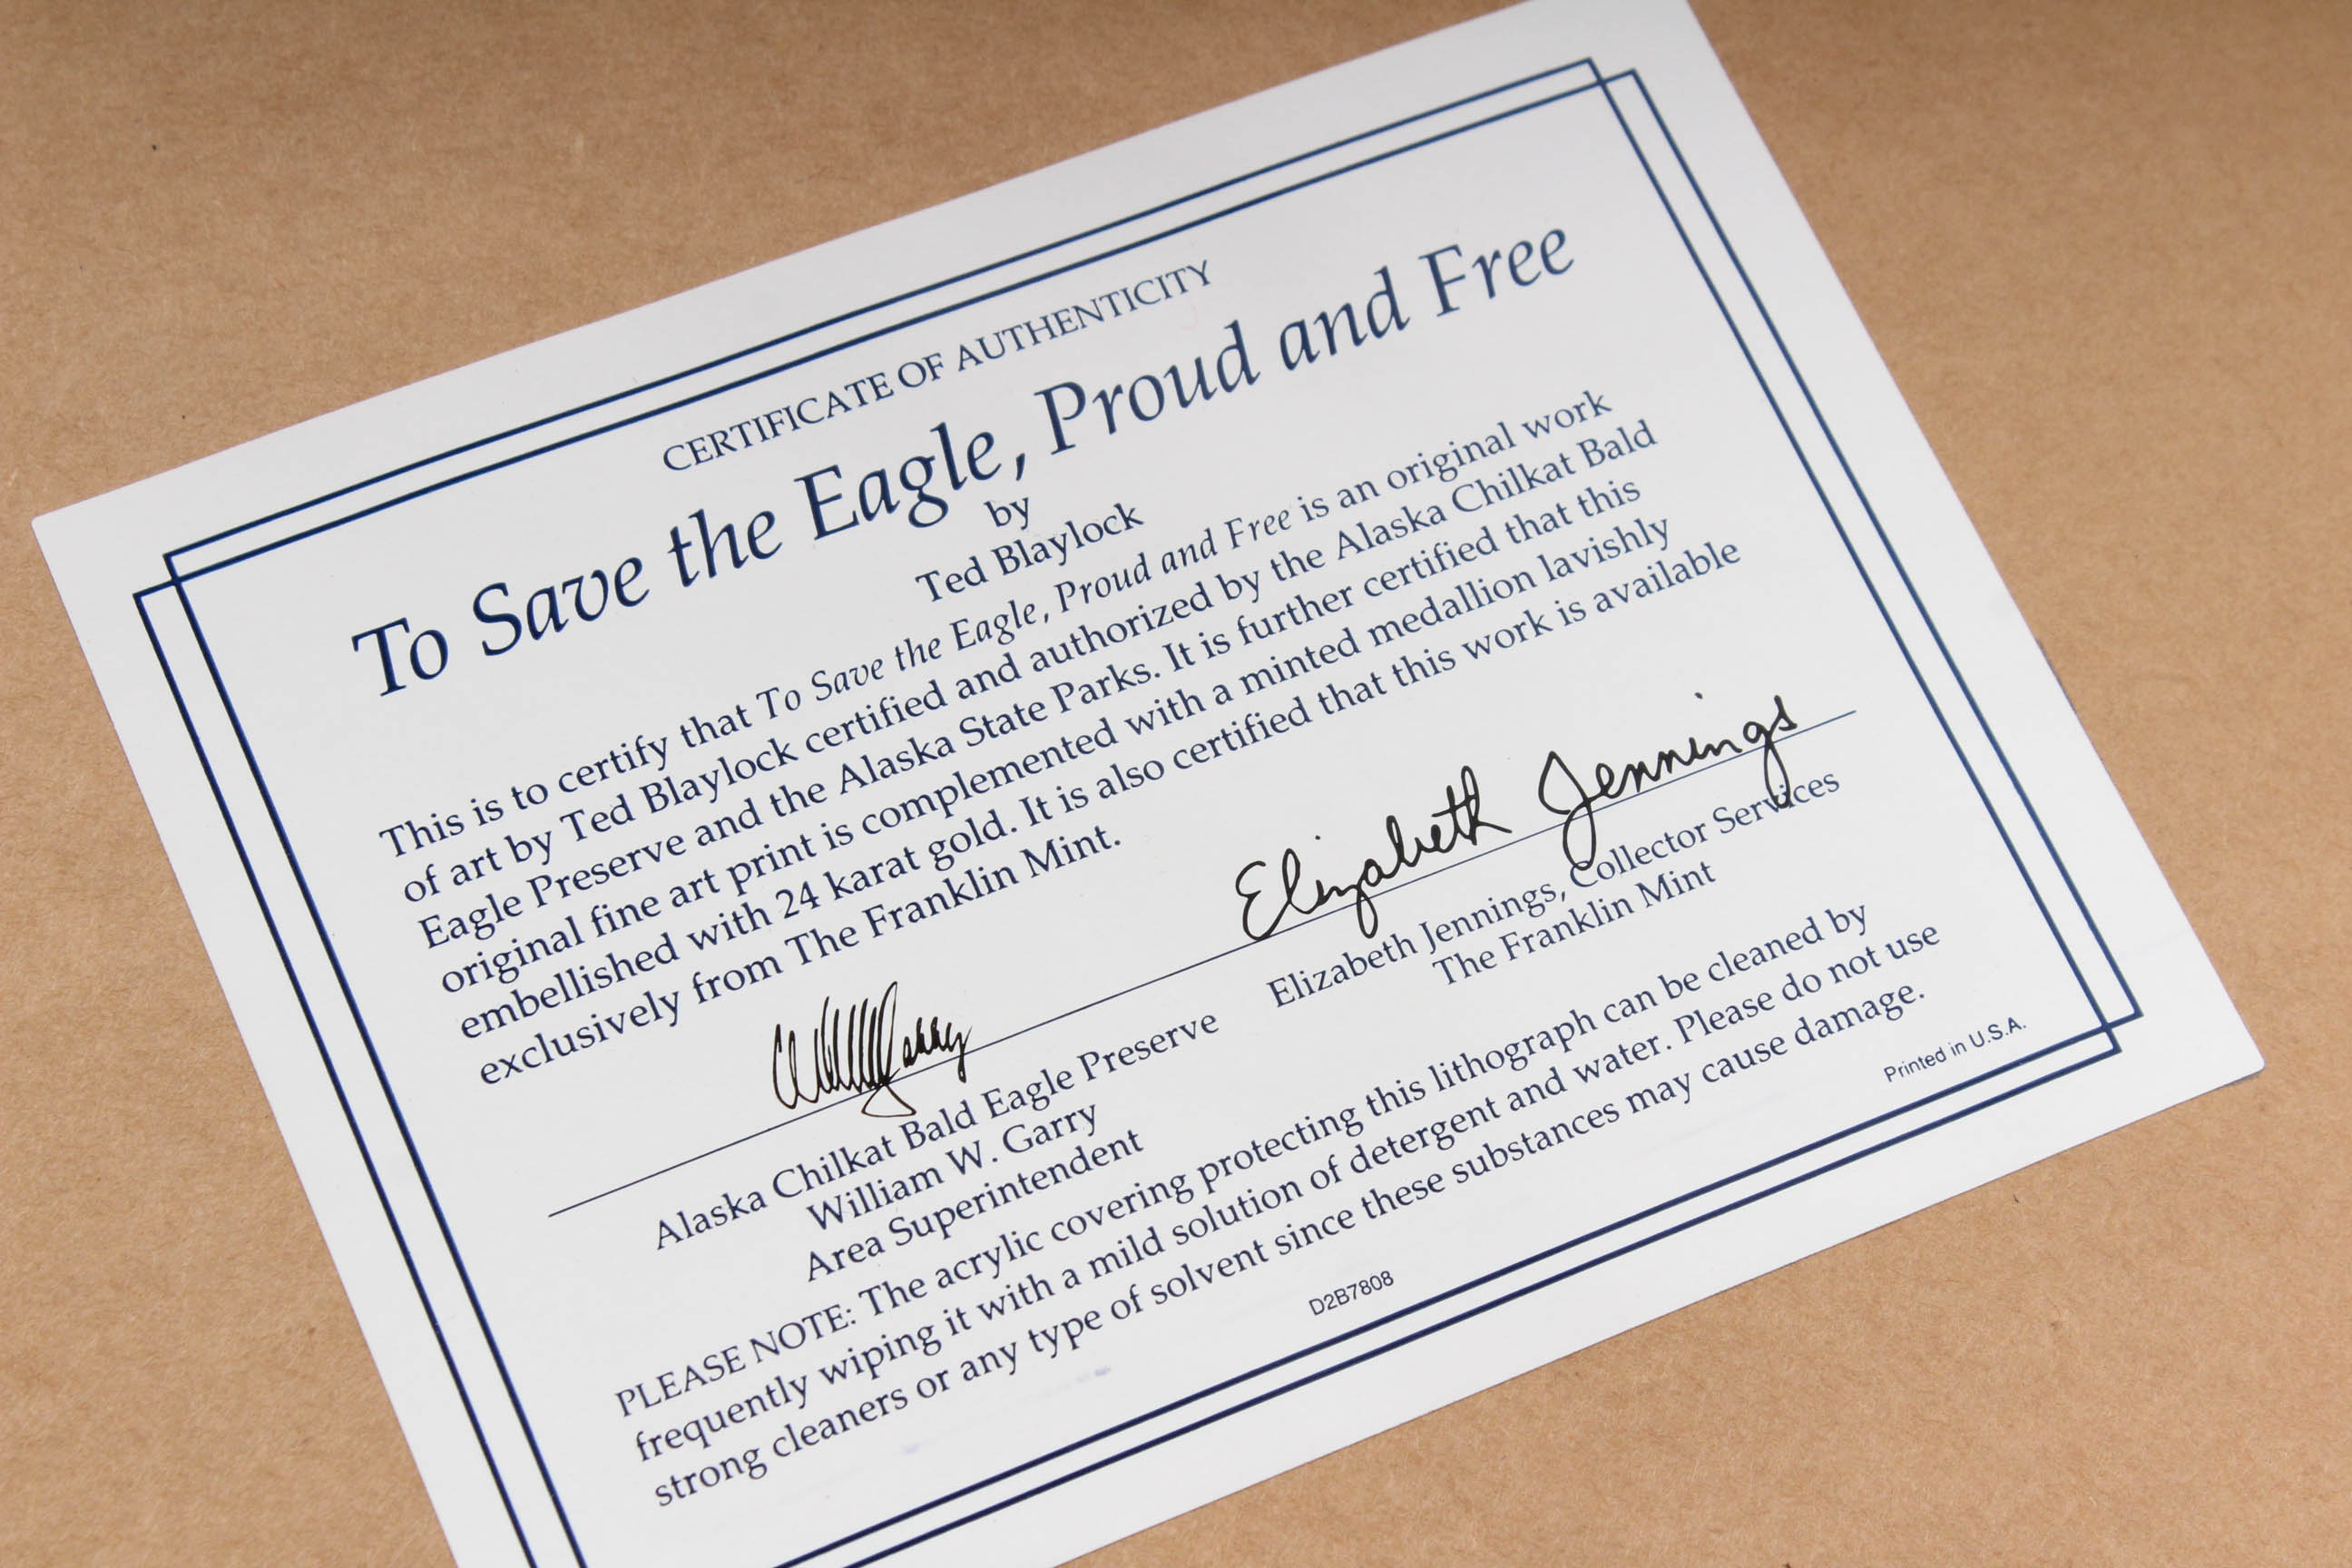 CERTIFICATE OF AUTHENTICITY
To Save the Eagle, Proud and Free
by
Ted Blaylock
This is to certify that To Save the Eagle, Proud and Free is an original work
of art by Ted Blaylock certified and authorized by the Alaska Chilkat Bald
Eagle Preserve and the Alaska State Parks. It is further certified that this
original fine art print is complemented with a minted medallion lavishly
embellished with 24 karat gold. It is also certified that this work is available
exclusively from The Franklin Mint.
Elizabeth Jennings
Elizabeth Jennings, Collector Services
The Franklin Mint
Alaska Chilkat Bald Eagle Preserve
William W. Garry
Area Superintendent
PLEASE NOTE: The acrylic covering protecting this lithograph can be cleaned by
frequently wiping it with a mild solution of detergent and water. Please do not use
strong cleaners or any type of solvent since these substances may cause damage.
D2B7808
Printed in U.S.A.